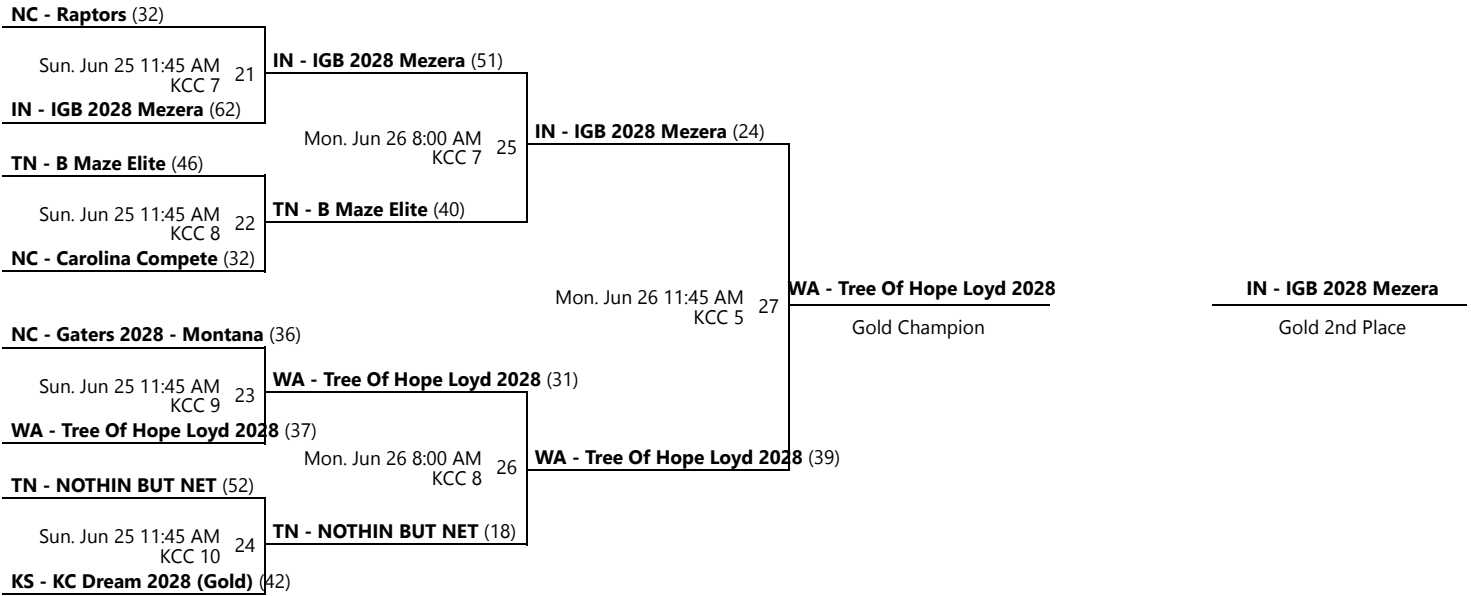 NC - Raptors (32)
Sun. Jun 25 11:45 AM
KCC 7
21
IN - IGB 2028 Mezera (62)
TN - B Maze Elite (46)
Sun. Jun 25 11:45 AM
KCC 8
22
NC - Carolina Compete (32)
NC - Gaters 2028 - Montana (36)
Sun. Jun 25 11:45 AM
KCC 9
23
WA - Tree Of Hope Loyd 2028 (37)
TN - NOTHIN BUT NET (52)
Sun. Jun 25 11:45 AM
KCC 10
24
KS - KC Dream 2028 (Gold) (42)
IN - IGB 2028 Mezera (51)
Mon. Jun 26 8:00 AM
KCC 7
25
TN - B Maze Elite (40)
WA - Tree Of Hope Loyd 2028 (31)
Mon. Jun 26 8:00 AM
KCC 8
26
TN - NOTHIN BUT NET (18)
IN - IGB 2028 Mezera (24)
Mon. Jun 26 11:45 AM
KCC 5
27
WA - Tree Of Hope Loyd 2028 (39)
WA - Tree Of Hope Loyd 2028
Gold Champion
IN - IGB 2028 Mezera
Gold 2nd Place